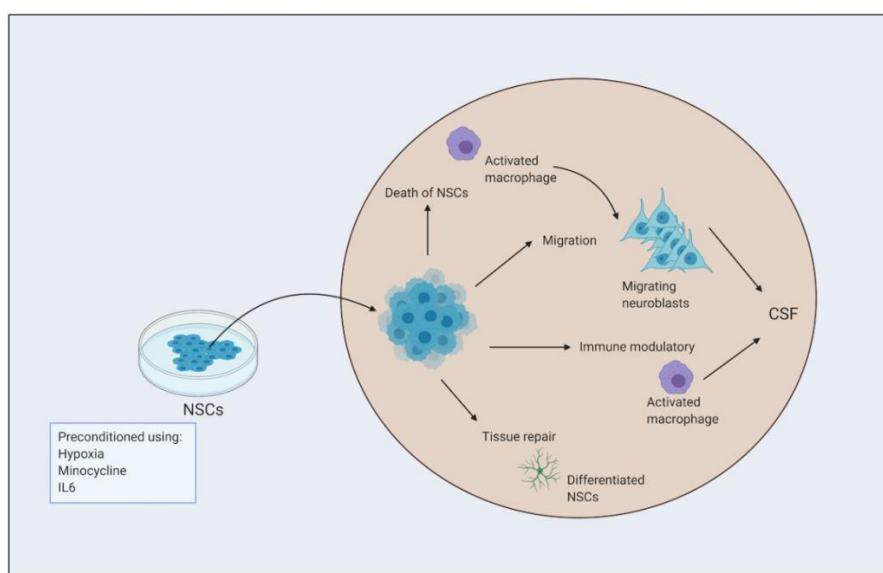 Activated
macrophage
Death of NSCs
Migration
Migrating
neuroblasts
CSF
Immune modulatory
Activated
macrophage
NSCs
Preconditioned using:
Hypoxia
Minocycline
IL6
Tissue repair
Differentiated
NSCs